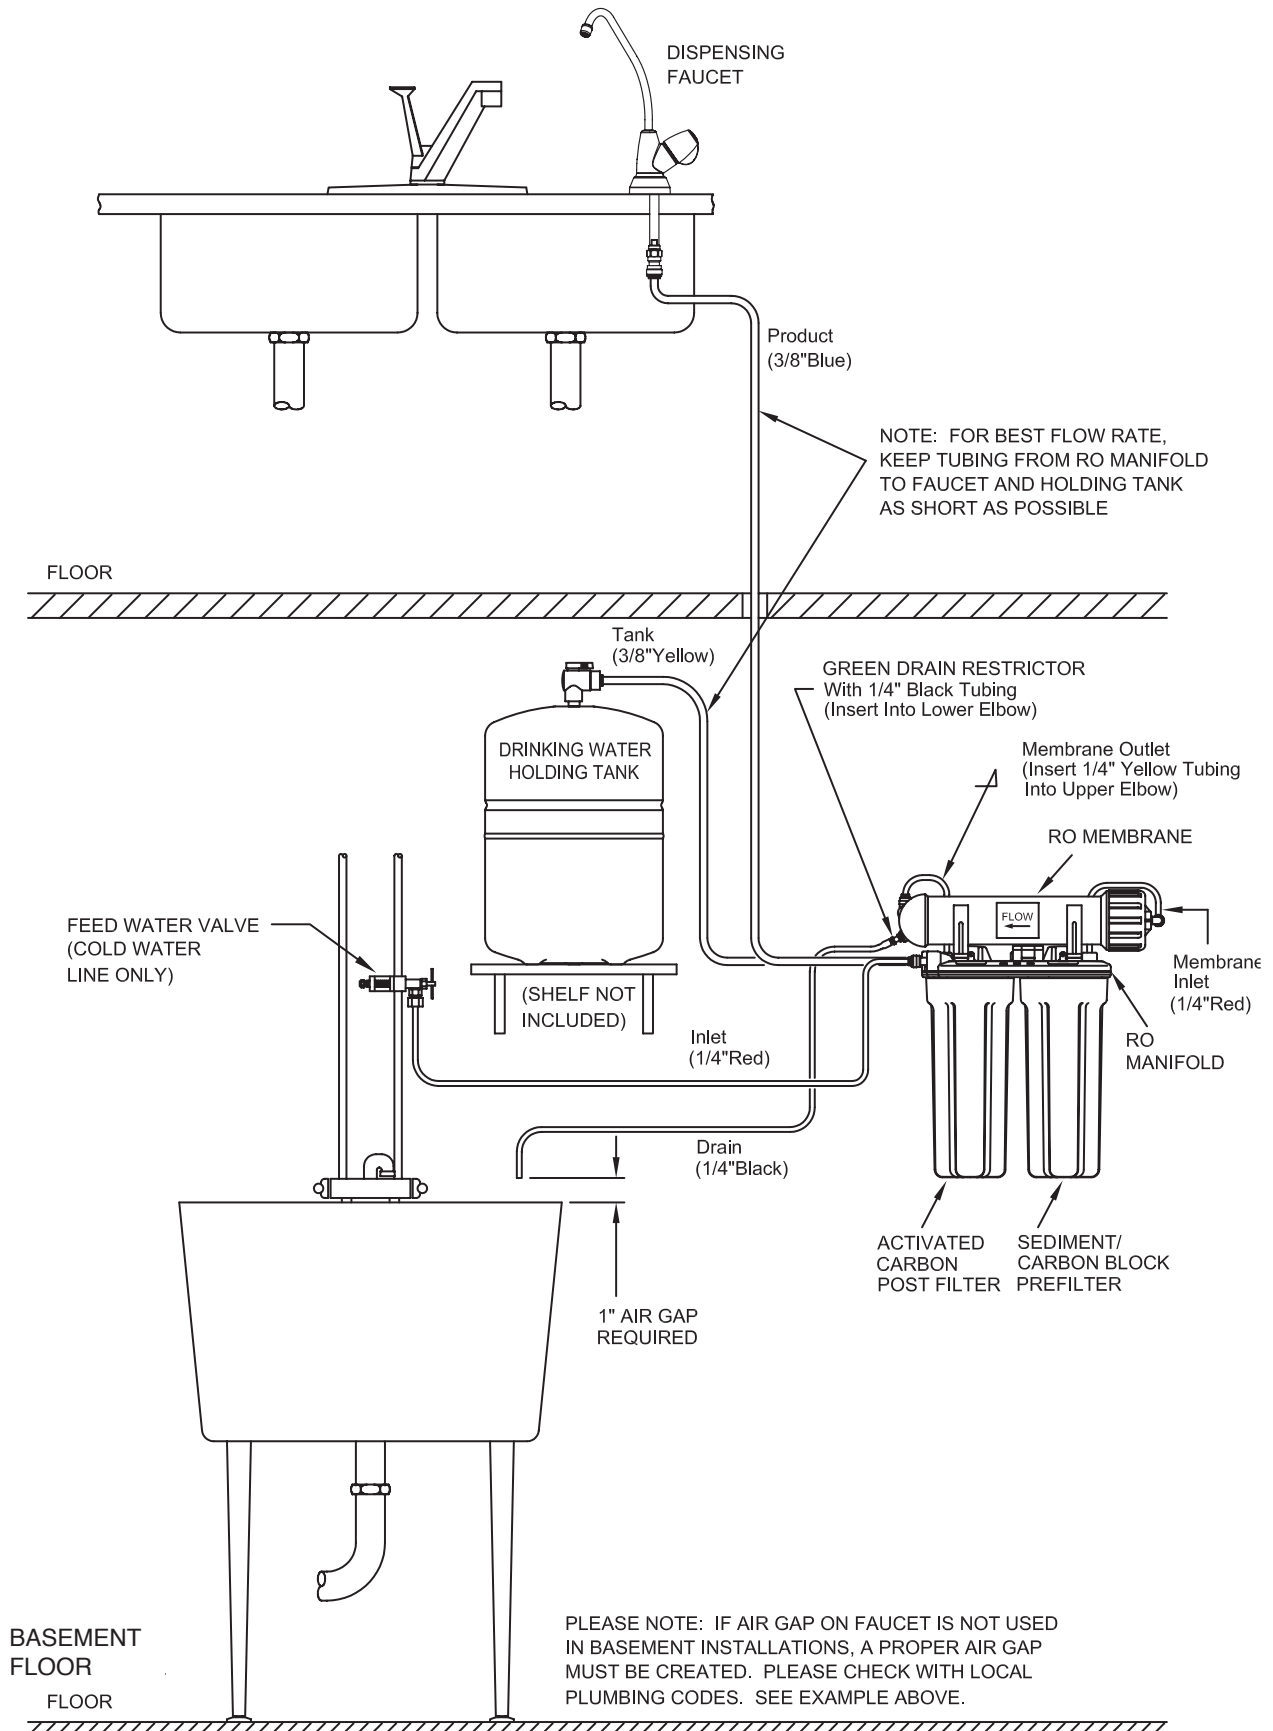 DISPENSING
FAUCET
Product
(3/8"Blue)
NOTE: FOR BEST FLOW RATE,
KEEP TUBING FROM RO MANIFOLD
TO FAUCET AND HOLDING TANK
AS SHORT AS POSSIBLE
FLOOR
Tank
(3/8"Yellow)
GREEN DRAIN RESTRICTOR
With 1/4" Black Tubing
(Insert Into Lower Elbow)
DRINKING WATER
HOLDING TANK
Membrane Outlet
(Insert 1/4" Yellow Tubing
Into Upper Elbow)
RO MEMBRANE
FEED WATER VALVE
(COLD WATER
LINE ONLY)
FLOW
Membrane
Inlet
(1/4"Red)
(SHELF NOT
INCLUDED)
Inlet
(1/4"Red)
RO
MANIFOLD
Drain
(1/4"Black)
ACTIVATED
CARBON
POST FILTER
SEDIMENT/
CARBON BLOCK
PREFILTER
1" AIR GAP
REQUIRED
BASEMENT
FLOOR
FLOOR
PLEASE NOTE: IF AIR GAP ON FAUCET IS NOT USED
IN BASEMENT INSTALLATIONS, A PROPER AIR GAP
MUST BE CREATED. PLEASE CHECK WITH LOCAL
PLUMBING CODES. SEE EXAMPLE ABOVE.